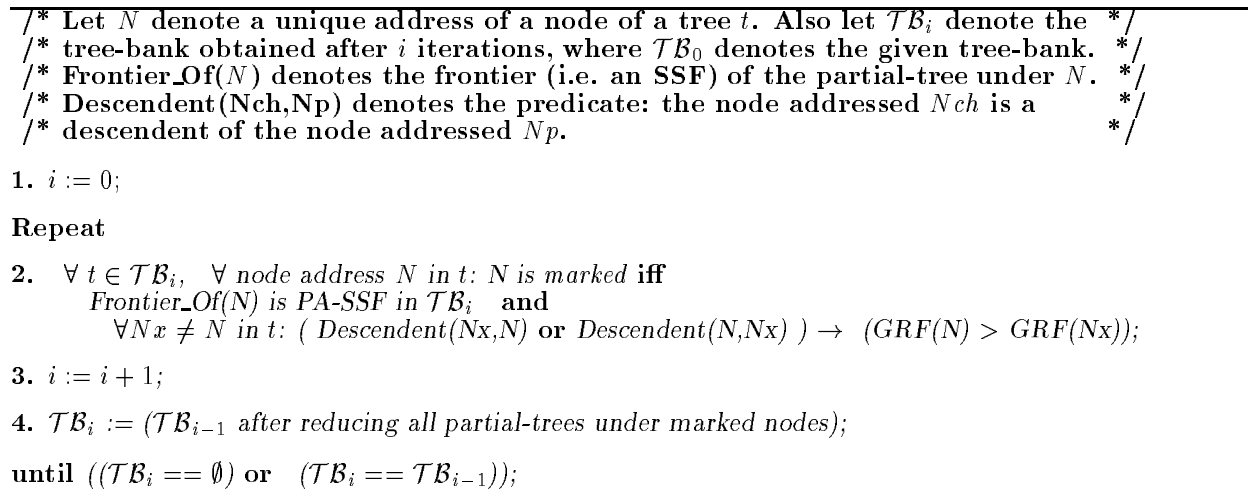 /* Let N denote a unique address of a node of a tree t. Also let 𝒯ℬ_i denote the */
/* tree-bank obtained after i iterations, where 𝒯ℬ_0 denotes the given tree-bank. */
/* Frontier_Of(N) denotes the frontier (i.e. an SSF) of the partial-tree under N. */
/* Descendent(Nch,Np) denotes the predicate: the node addressed Nch is a */
/* descendent of the node addressed Np. */
1. i := 0;
Repeat
2. ∀ t ∈ 𝒯ℬ_i, ∀ node address N in t: N is marked iff
Frontier_Of(N) is PA-SSF in 𝒯ℬ_i and
∀Nx ≠ N in t: ( Descendent(Nx,N) or Descendent(N,Nx) ) → (GRF(N) > GRF(Nx));
3. i := i + 1;
4. 𝒯ℬ_i := (𝒯ℬ_{i−1} after reducing all partial-trees under marked nodes);
until ((𝒯ℬ_i == ∅) or (𝒯ℬ_i == 𝒯ℬ_{i−1}));